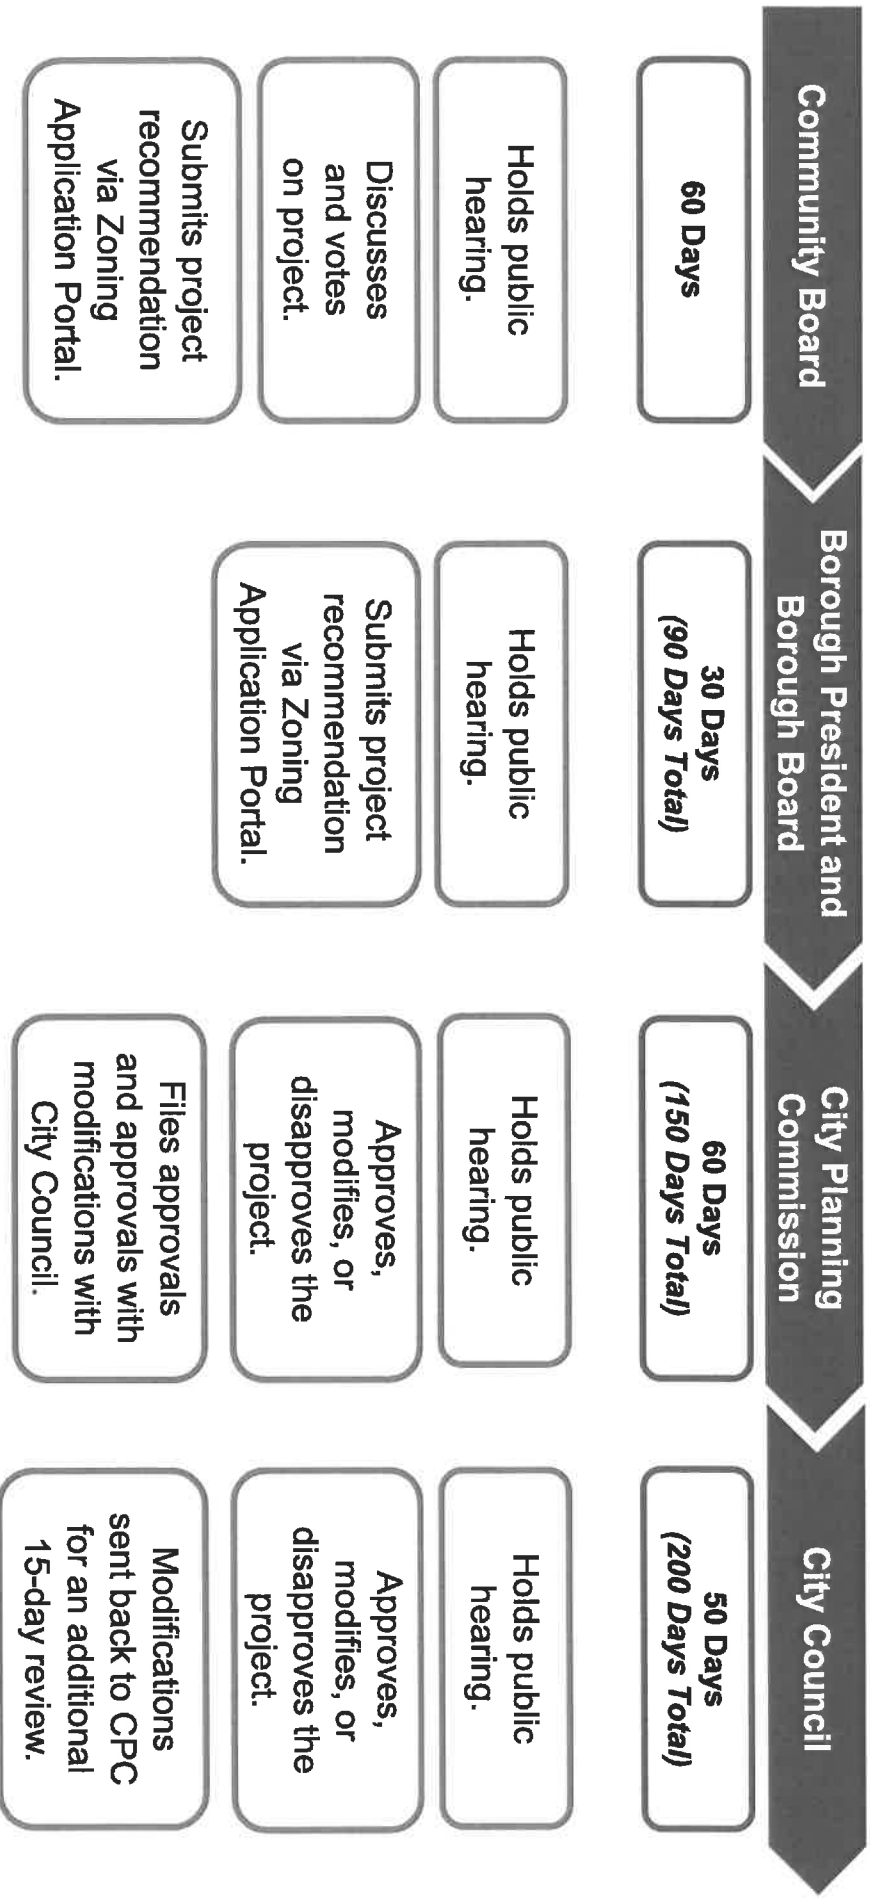 Community Board
60 Days
Holds public
hearing.
Discusses
and votes
on project.
Submits project
recommendation
via Zoning
Application Portal.
Borough President and
Borough Board
30 Days
(90 Days Total)
Holds public
hearing.
Submits project
recommendation
via Zoning
Application Portal.
City Planning
Commission
60 Days
(150 Days Total)
Holds public
hearing.
Approves,
modifies, or
disapproves the
project.
Files approvals
and approvals with
modifications with
City Council.
City Council
50 Days
(200 Days Total)
Holds public
hearing.
Approves,
modifies, or
disapproves the
project.
Modifications
sent back to CPC
for an additional
15-day review.